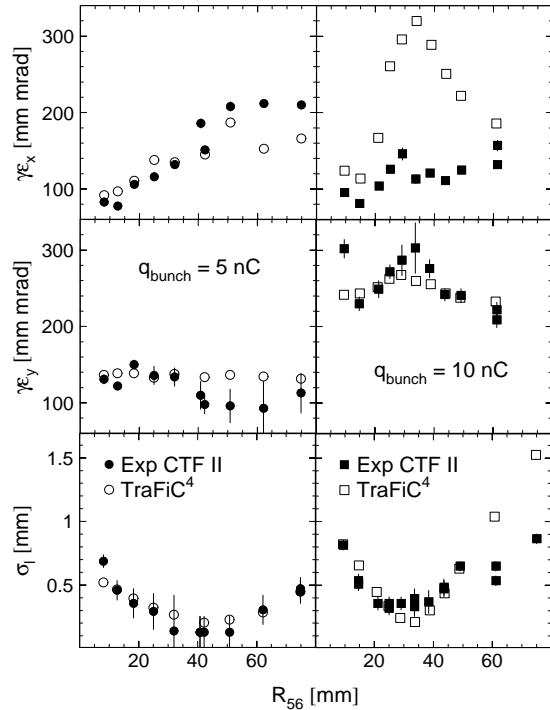 300
200
100
γε_x [mm mrad]
300
200
100
γε_y [mm mrad]
q_bunch = 5 nC
q_bunch = 10 nC
1.5
1
0.5
σ_l [mm]
Exp CTF II
TraFiC⁴
Exp CTF II
TraFiC⁴
20 40 60 20 40 60 80
R₅₆ [mm]